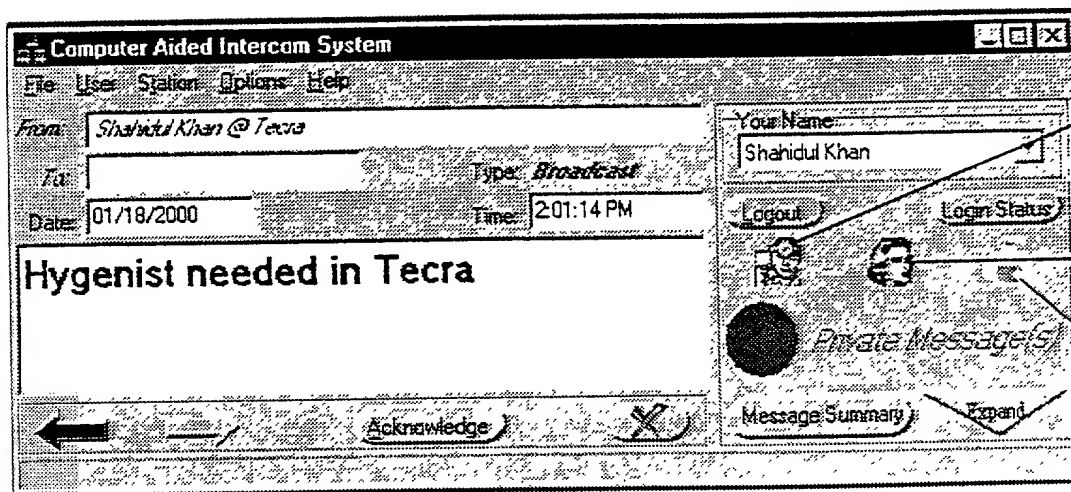 Computer Aided Intercom System
File User Station Options Help
From: Shahidul Khan @ Tecra
To: Type: Broadcast
Date: 01/18/2000 Time: 2:01:14 PM
Hygenist needed in Tecra
Acknowledge
Your Name
Shahidul Khan
Logout Login Status
Private Message(s)
Message Summary Expand